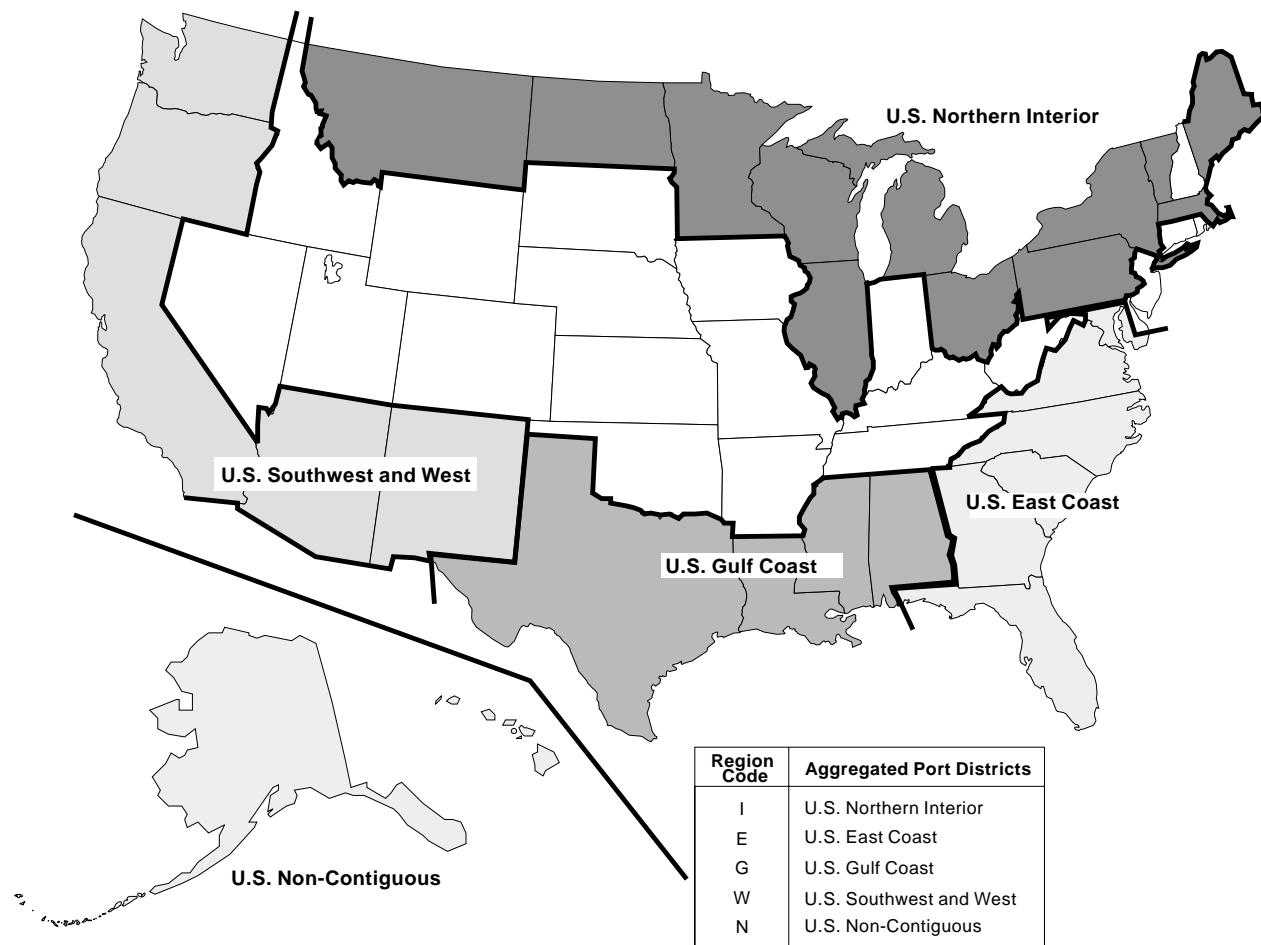 U.S. Northern Interior
U.S. Southwest and West
U.S. East Coast
U.S. Gulf Coast
U.S. Non-Contiguous
Region Code Aggregated Port Districts
I U.S. Northern Interior
E U.S. East Coast
G U.S. Gulf Coast
W U.S. Southwest and West
N U.S. Non-Contiguous